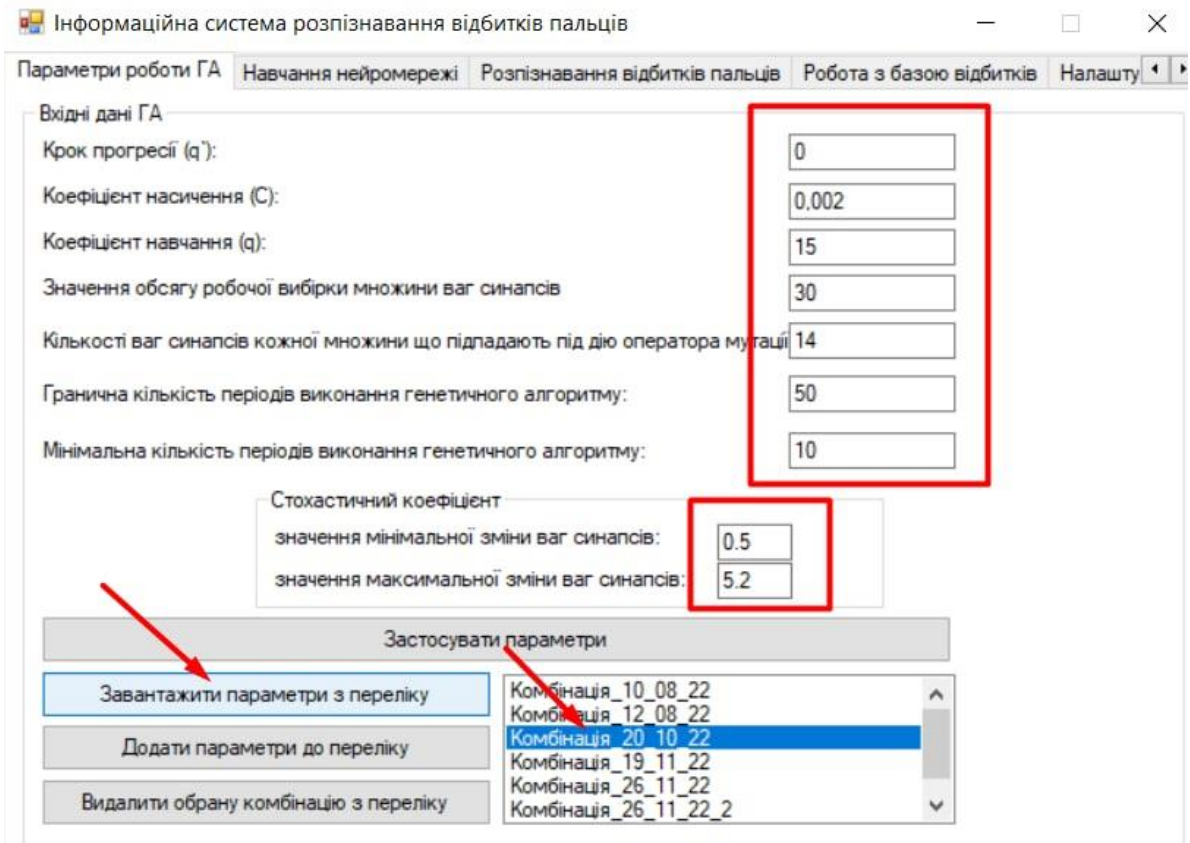 Інформаційна система розпізнавання відбитків пальців
Параметри роботи ГА Навчання нейромережі Розпізнавання відбитків пальців Робота з базою відбитків Налашту
Вхідні дані ГА
Крок прогресії (q`): 0
Коефіцієнт насичення (C): 0,002
Коефіцієнт навчання (q): 15
Значення обсягу робочої вибірки множини ваг синапсів 30
Кількості ваг синапсів кожної множини що підпадають під дію оператора мутації 14
Гранична кількість періодів виконання генетичного алгоритму: 50
Мінімальна кількість періодів виконання генетичного алгоритму: 10
Стохастичний коефіцієнт
значення мінімальної зміни ваг синапсів: 0.5
значення максимальної зміни ваг синапсів: 5.2
Застосувати параметри
Завантажити параметри з переліку
Додати параметри до переліку
Видалити обрану комбінацію з переліку
Комбінація_10_08_22
Комбінація_12_08_22
Комбінація_20_10_22
Комбінація_19_11_22
Комбінація_26_11_22
Комбінація_26_11_22_2